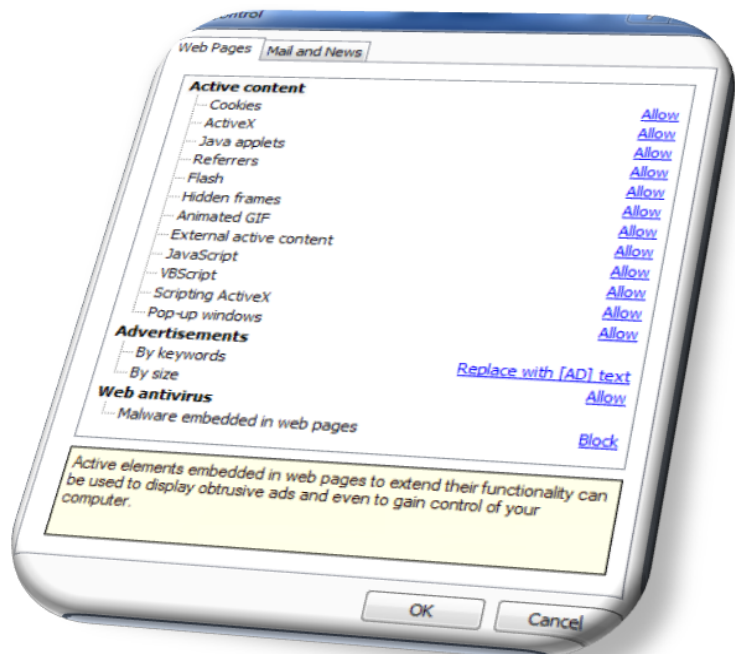 Web Pages Mail and News
Active content
Cookies Allow
ActiveX Allow
Java applets Allow
Referrers Allow
Flash Allow
Hidden frames Allow
Animated GIF Allow
External active content Allow
JavaScript Allow
VBScript Allow
Scripting ActiveX Allow
Pop-up windows Allow
Advertisements
By keywords Replace with [AD] text
By size Allow
Web antivirus
Malware embedded in web pages Block
Active elements embedded in web pages to extend their functionality can
be used to display obtrusive ads and even to gain control of your
computer.
OK Cancel